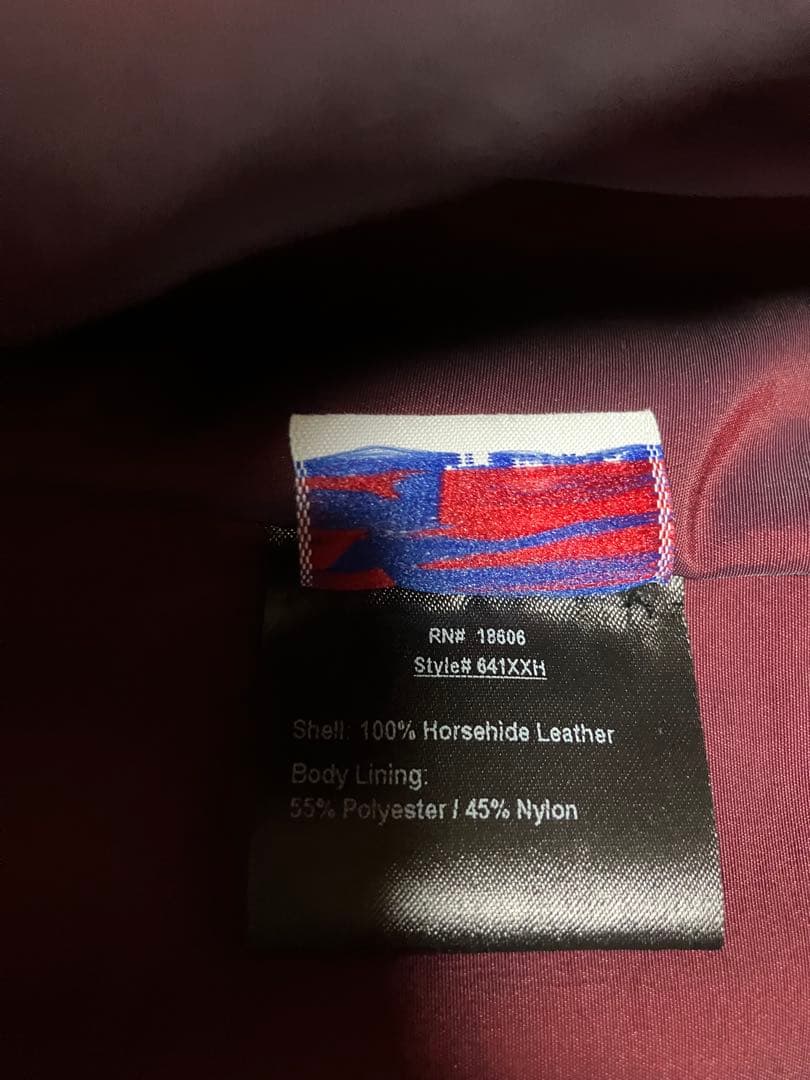 RN# 18606
Style# 641XXH
Shell: 100% Horsehide Leather
Body Lining:
55% Polyester / 45% Nylon